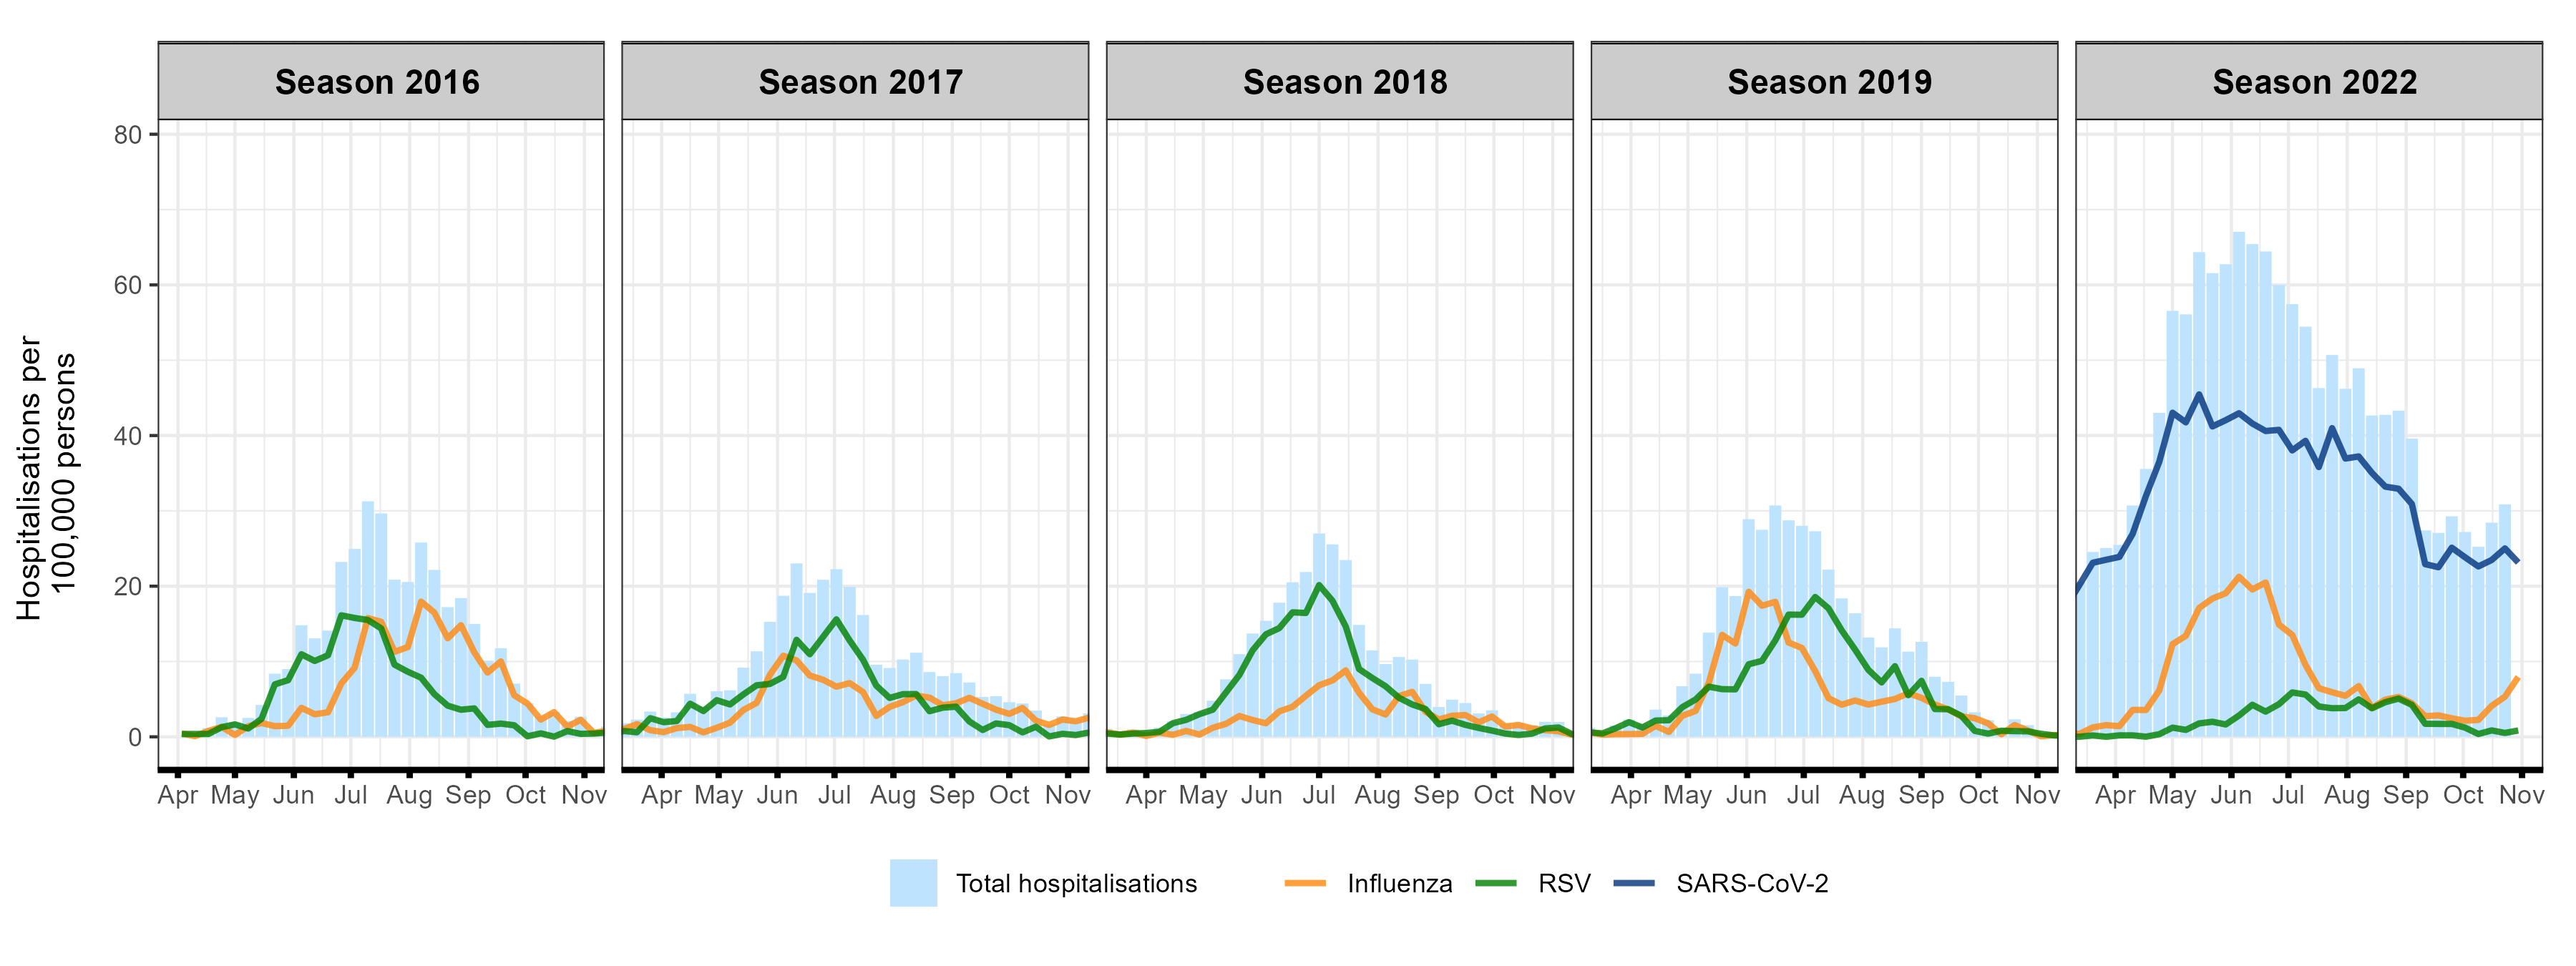 Season 2016
Season 2017
Season 2018
Season 2019
Season 2022
80
60
40
20
0
Hospitalisations per
100,000 persons
Apr May Jun Jul Aug Sep Oct Nov
Apr May Jun Jul Aug Sep Oct Nov
Apr May Jun Jul Aug Sep Oct Nov
Apr May Jun Jul Aug Sep Oct Nov
Apr May Jun Jul Aug Sep Oct Nov
Total hospitalisations Influenza RSV SARS-CoV-2